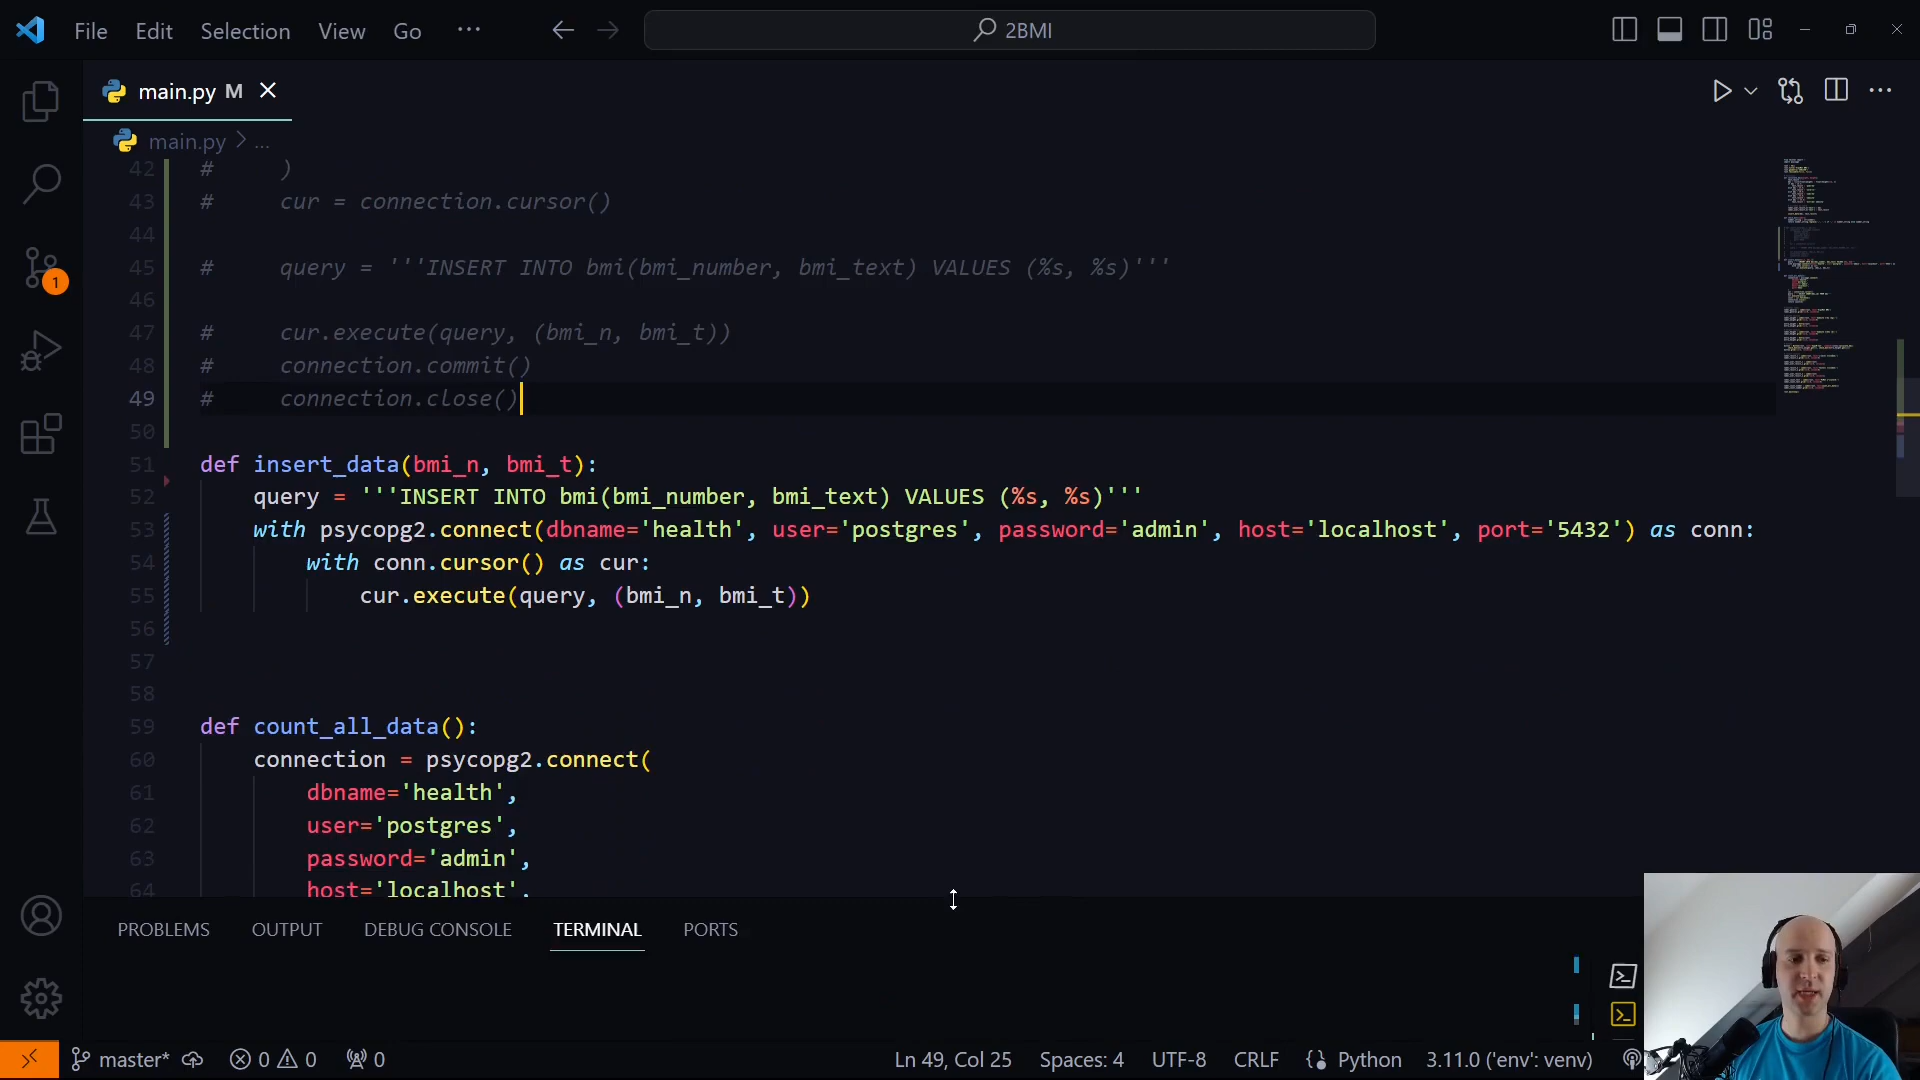 File Edit Selection View Go ··· 2BMI
main.py M
main.py > ...
42 # )
43 # cur = connection.cursor()
44
45 # query = '''INSERT INTO bmi(bmi_number, bmi_text) VALUES (%s, %s)'''
46
47 # cur.execute(query, (bmi_n, bmi_t))
48 # connection.commit()
49 # connection.close()
50
51 def insert_data(bmi_n, bmi_t):
52 query = '''INSERT INTO bmi(bmi_number, bmi_text) VALUES (%s, %s)'''
53 with psycopg2.connect(dbname='health', user='postgres', password='admin', host='localhost', port='5432') as conn:
54 with conn.cursor() as cur:
55 cur.execute(query, (bmi_n, bmi_t))
56
57
58
59 def count_all_data():
60 connection = psycopg2.connect(
61 dbname='health',
62 user='postgres',
63 password='admin',
64 host='localhost',
1
PROBLEMS OUTPUT DEBUG CONSOLE TERMINAL PORTS
master* 0 0 0 Ln 49, Col 25 Spaces: 4 UTF-8 CRLF Python 3.11.0 ('env': venv)